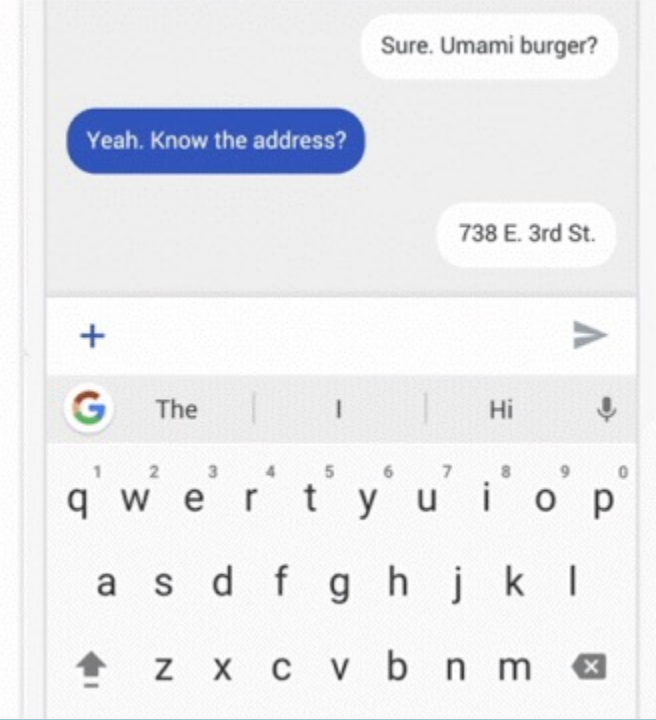 Sure. Umami burger?
Yeah. Know the address?
738 E. 3rd St.
G The I Hi
1 2 3 4 5 6 7 8 9 0
q w e r t y u i o p
a s d f g h j k l
z x c v b n m